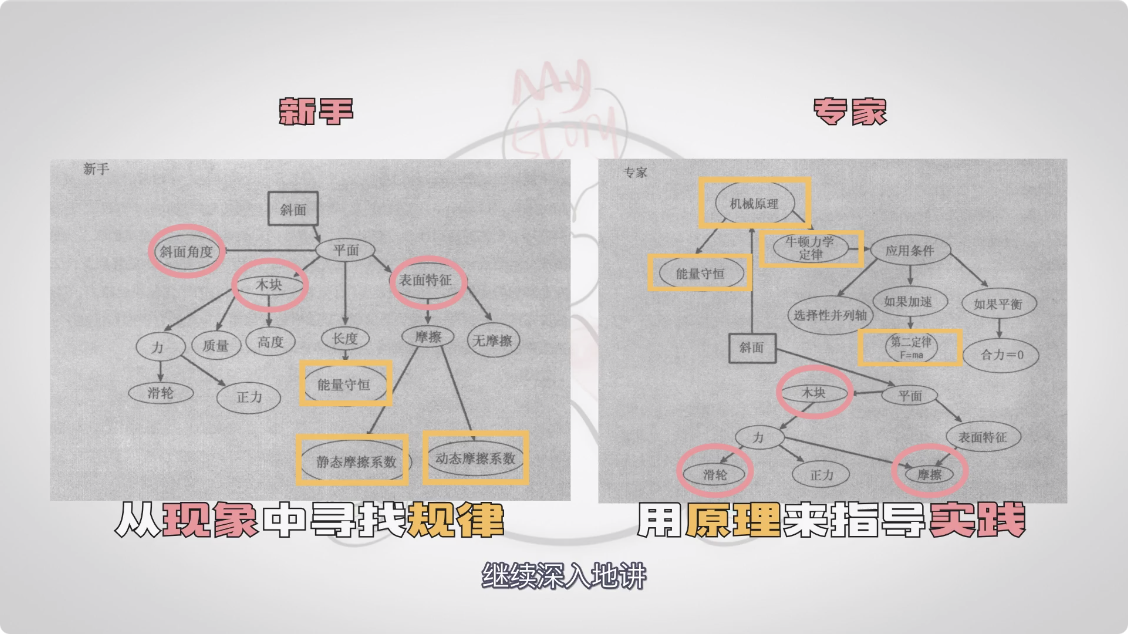 My
story
新手
专家
新手
斜面
斜面角度
平面
木块
表面特征
力
质量
高度
长度
摩擦
无摩擦
滑轮
正力
能量守恒
静态摩擦系数
动态摩擦系数
专家
机械原理
能量守恒
牛顿力学
定律
应用条件
选择性并列轴
如果加速
如果平衡
第二定律
F=ma
合力=0
斜面
木块
平面
力
表面特征
滑轮
正力
摩擦
从现象中寻找规律
用原理来指导实践
继续深入地讲